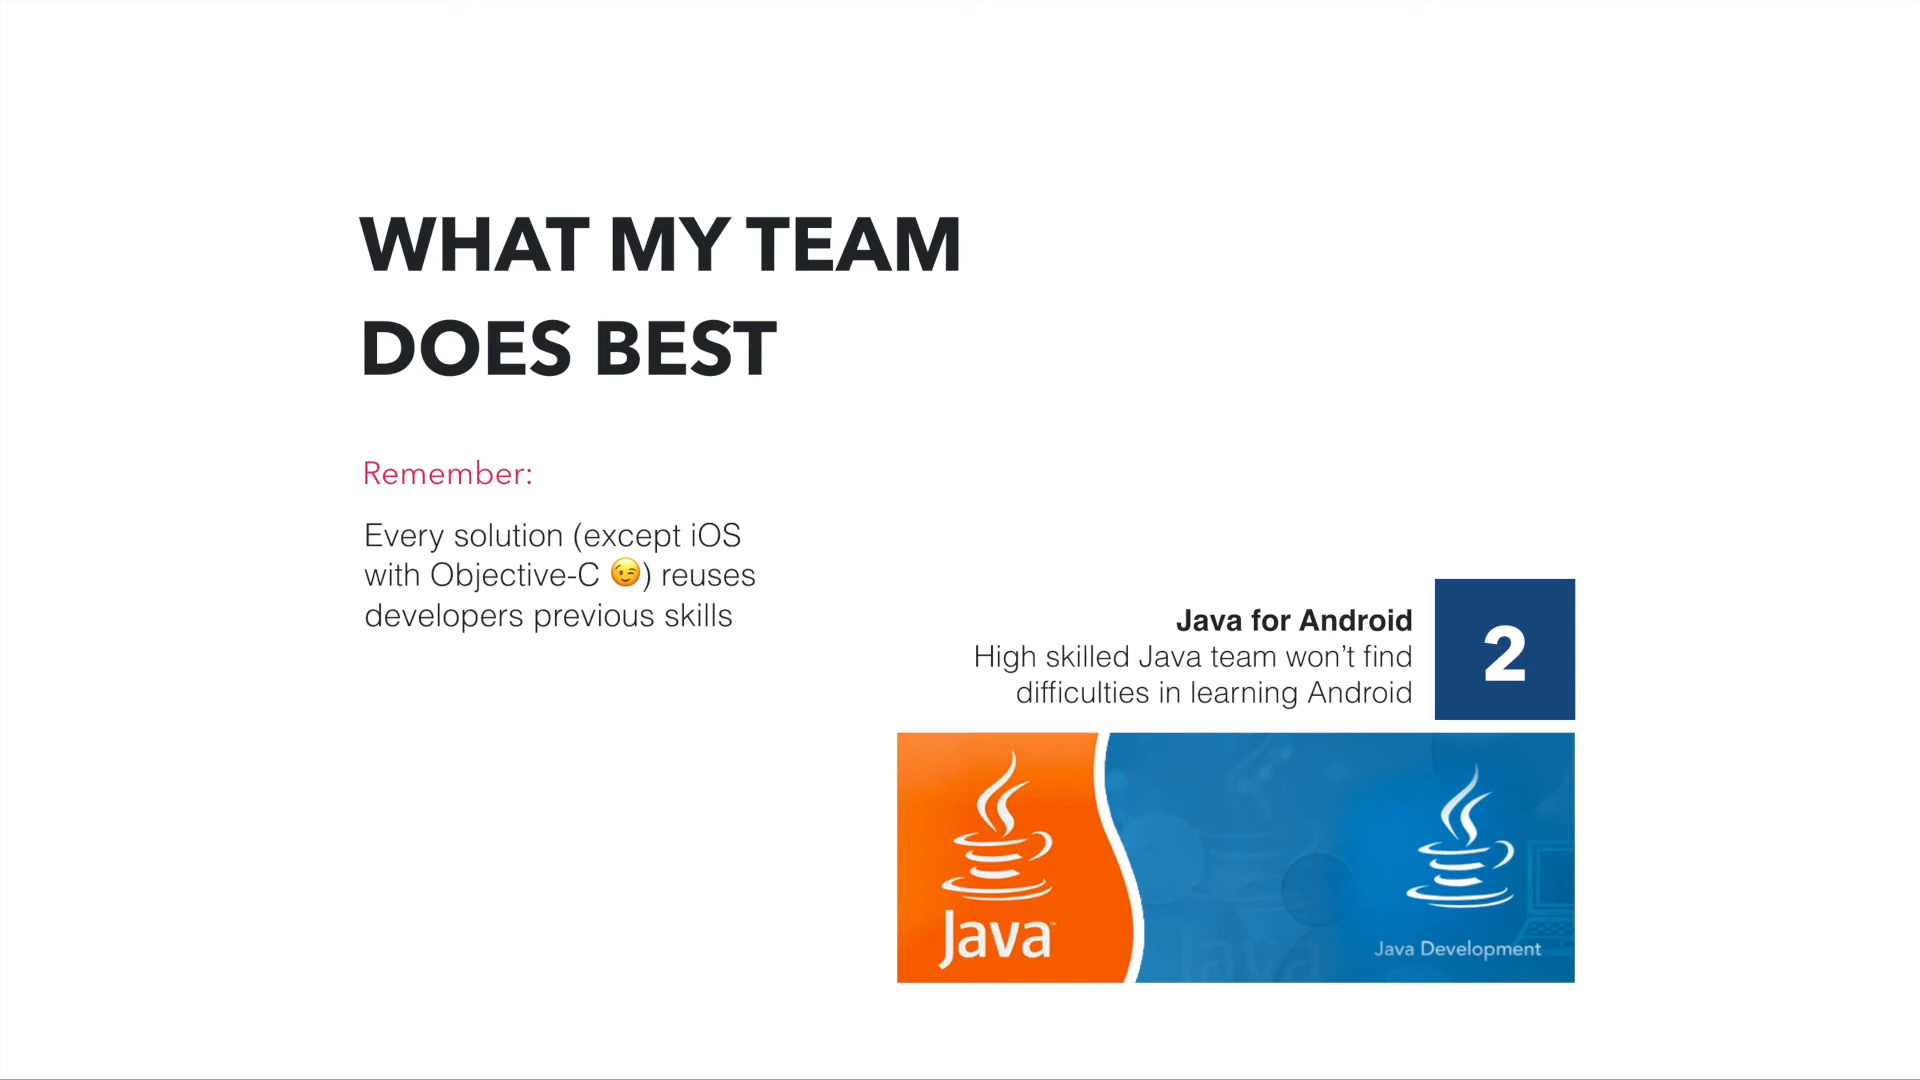 WHAT MY TEAM
DOES BEST
Remember:
Every solution (except iOS
with Objective-C 😉) reuses
developers previous skills
Java for Android
High skilled Java team won’t find
difficulties in learning Android
2
Java™
Java
Java Development